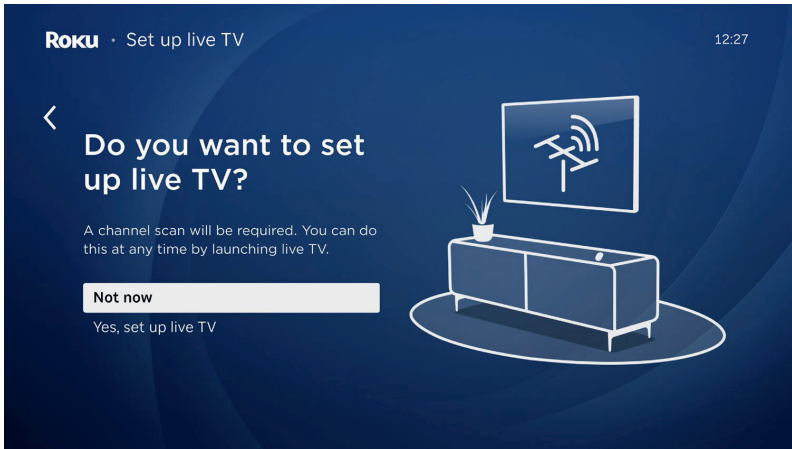 Roku · Set up live TV
12:27
Do you want to set
up live TV?
A channel scan will be required. You can do
this at any time by launching live TV.
Not now
Yes, set up live TV